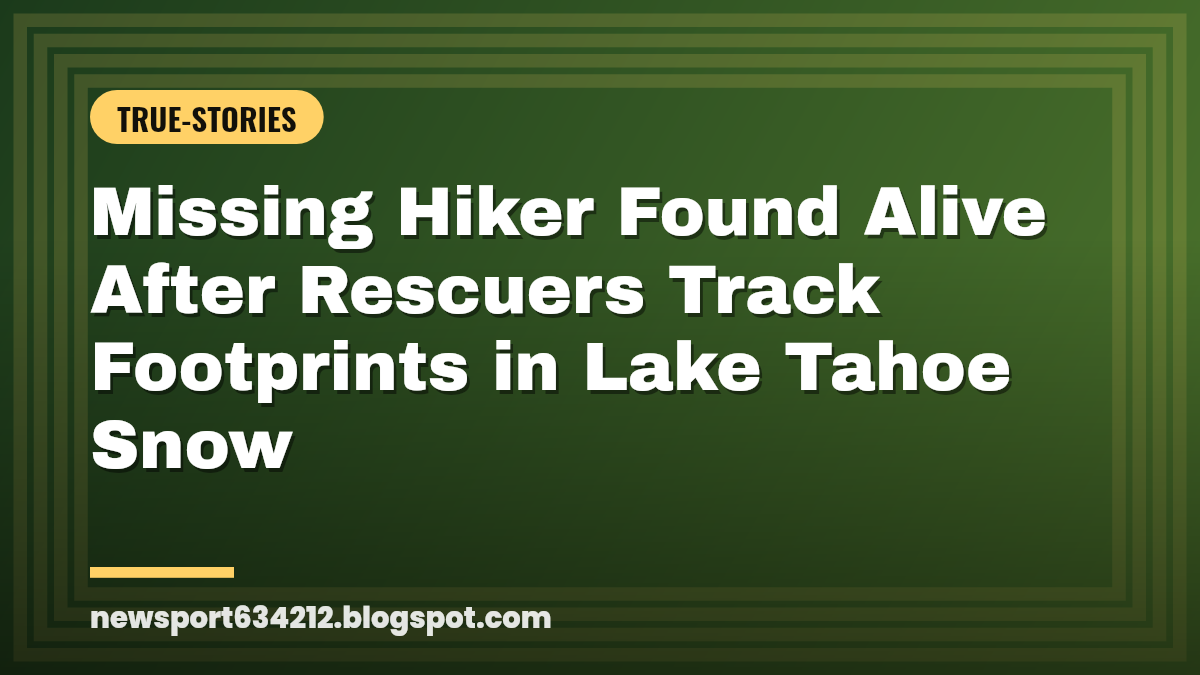 TRUE-STORIES
Missing Hiker Found Alive
After Rescuers Track
Footprints in Lake Tahoe
Snow
newsport634212.blogspot.com